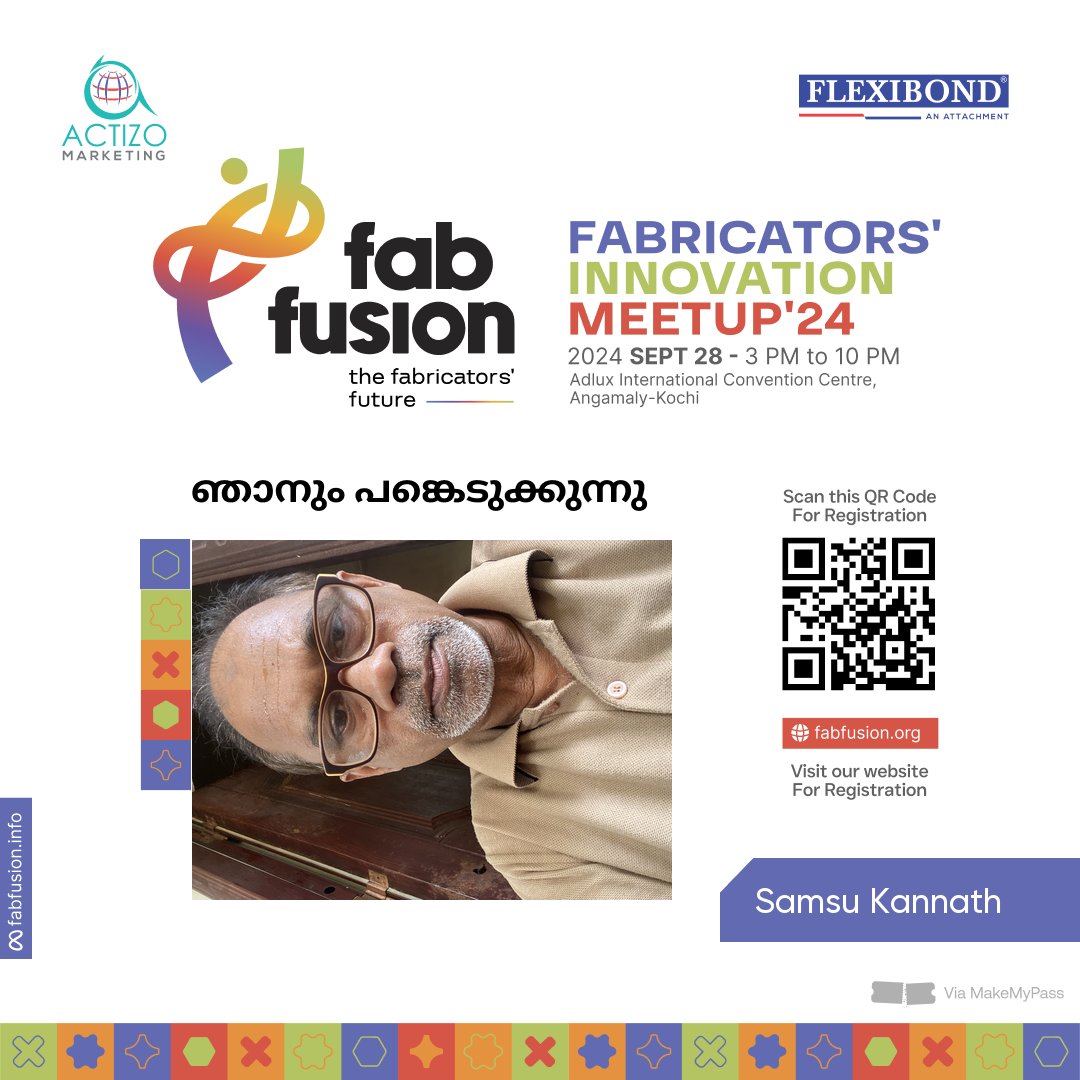 ACTIZO
MARKETING
FLEXIBOND®
AN ATTACHMENT
fab
fusion
the fabricators'
future
FABRICATORS'
INNOVATION
MEETUP'24
2024 SEPT 28 - 3 PM to 10 PM
Adlux International Convention Centre,
Angamaly-Kochi
ഞാനും പങ്കെടുക്കുന്നു
Scan this QR Code
For Registration
fabfusion.org
Visit our website
For Registration
fabfusion.info
Samsu Kannath
Via MakeMyPass